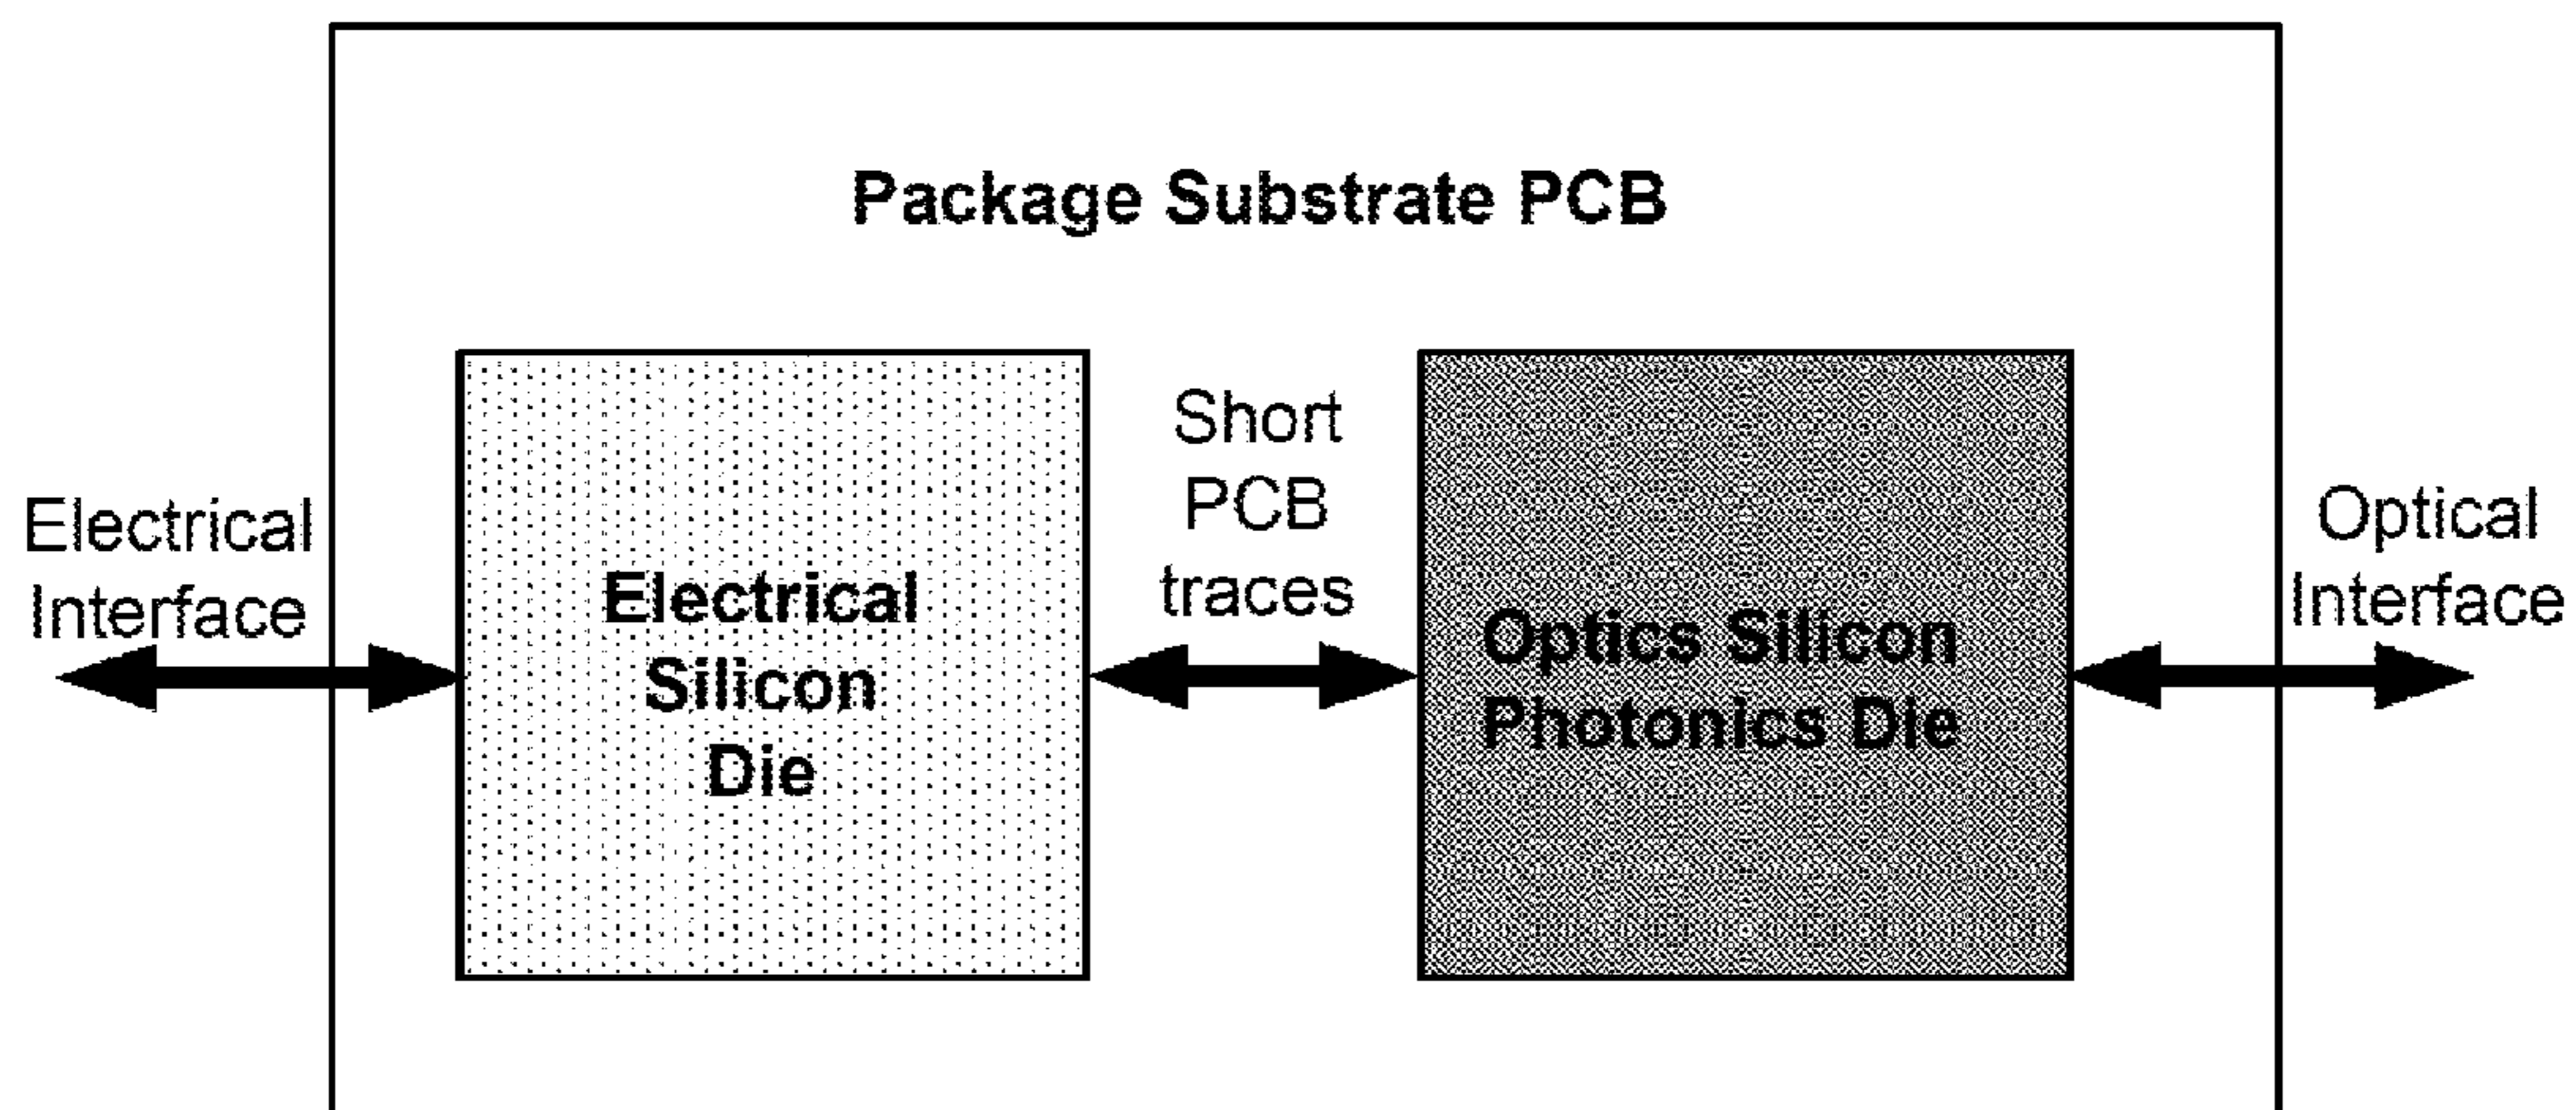 Package Substrate PCB
Electrical
Interface
Electrical
Silicon
Die
Short
PCB
traces
Optics Silicon
Photonics Die
Optical
Interface